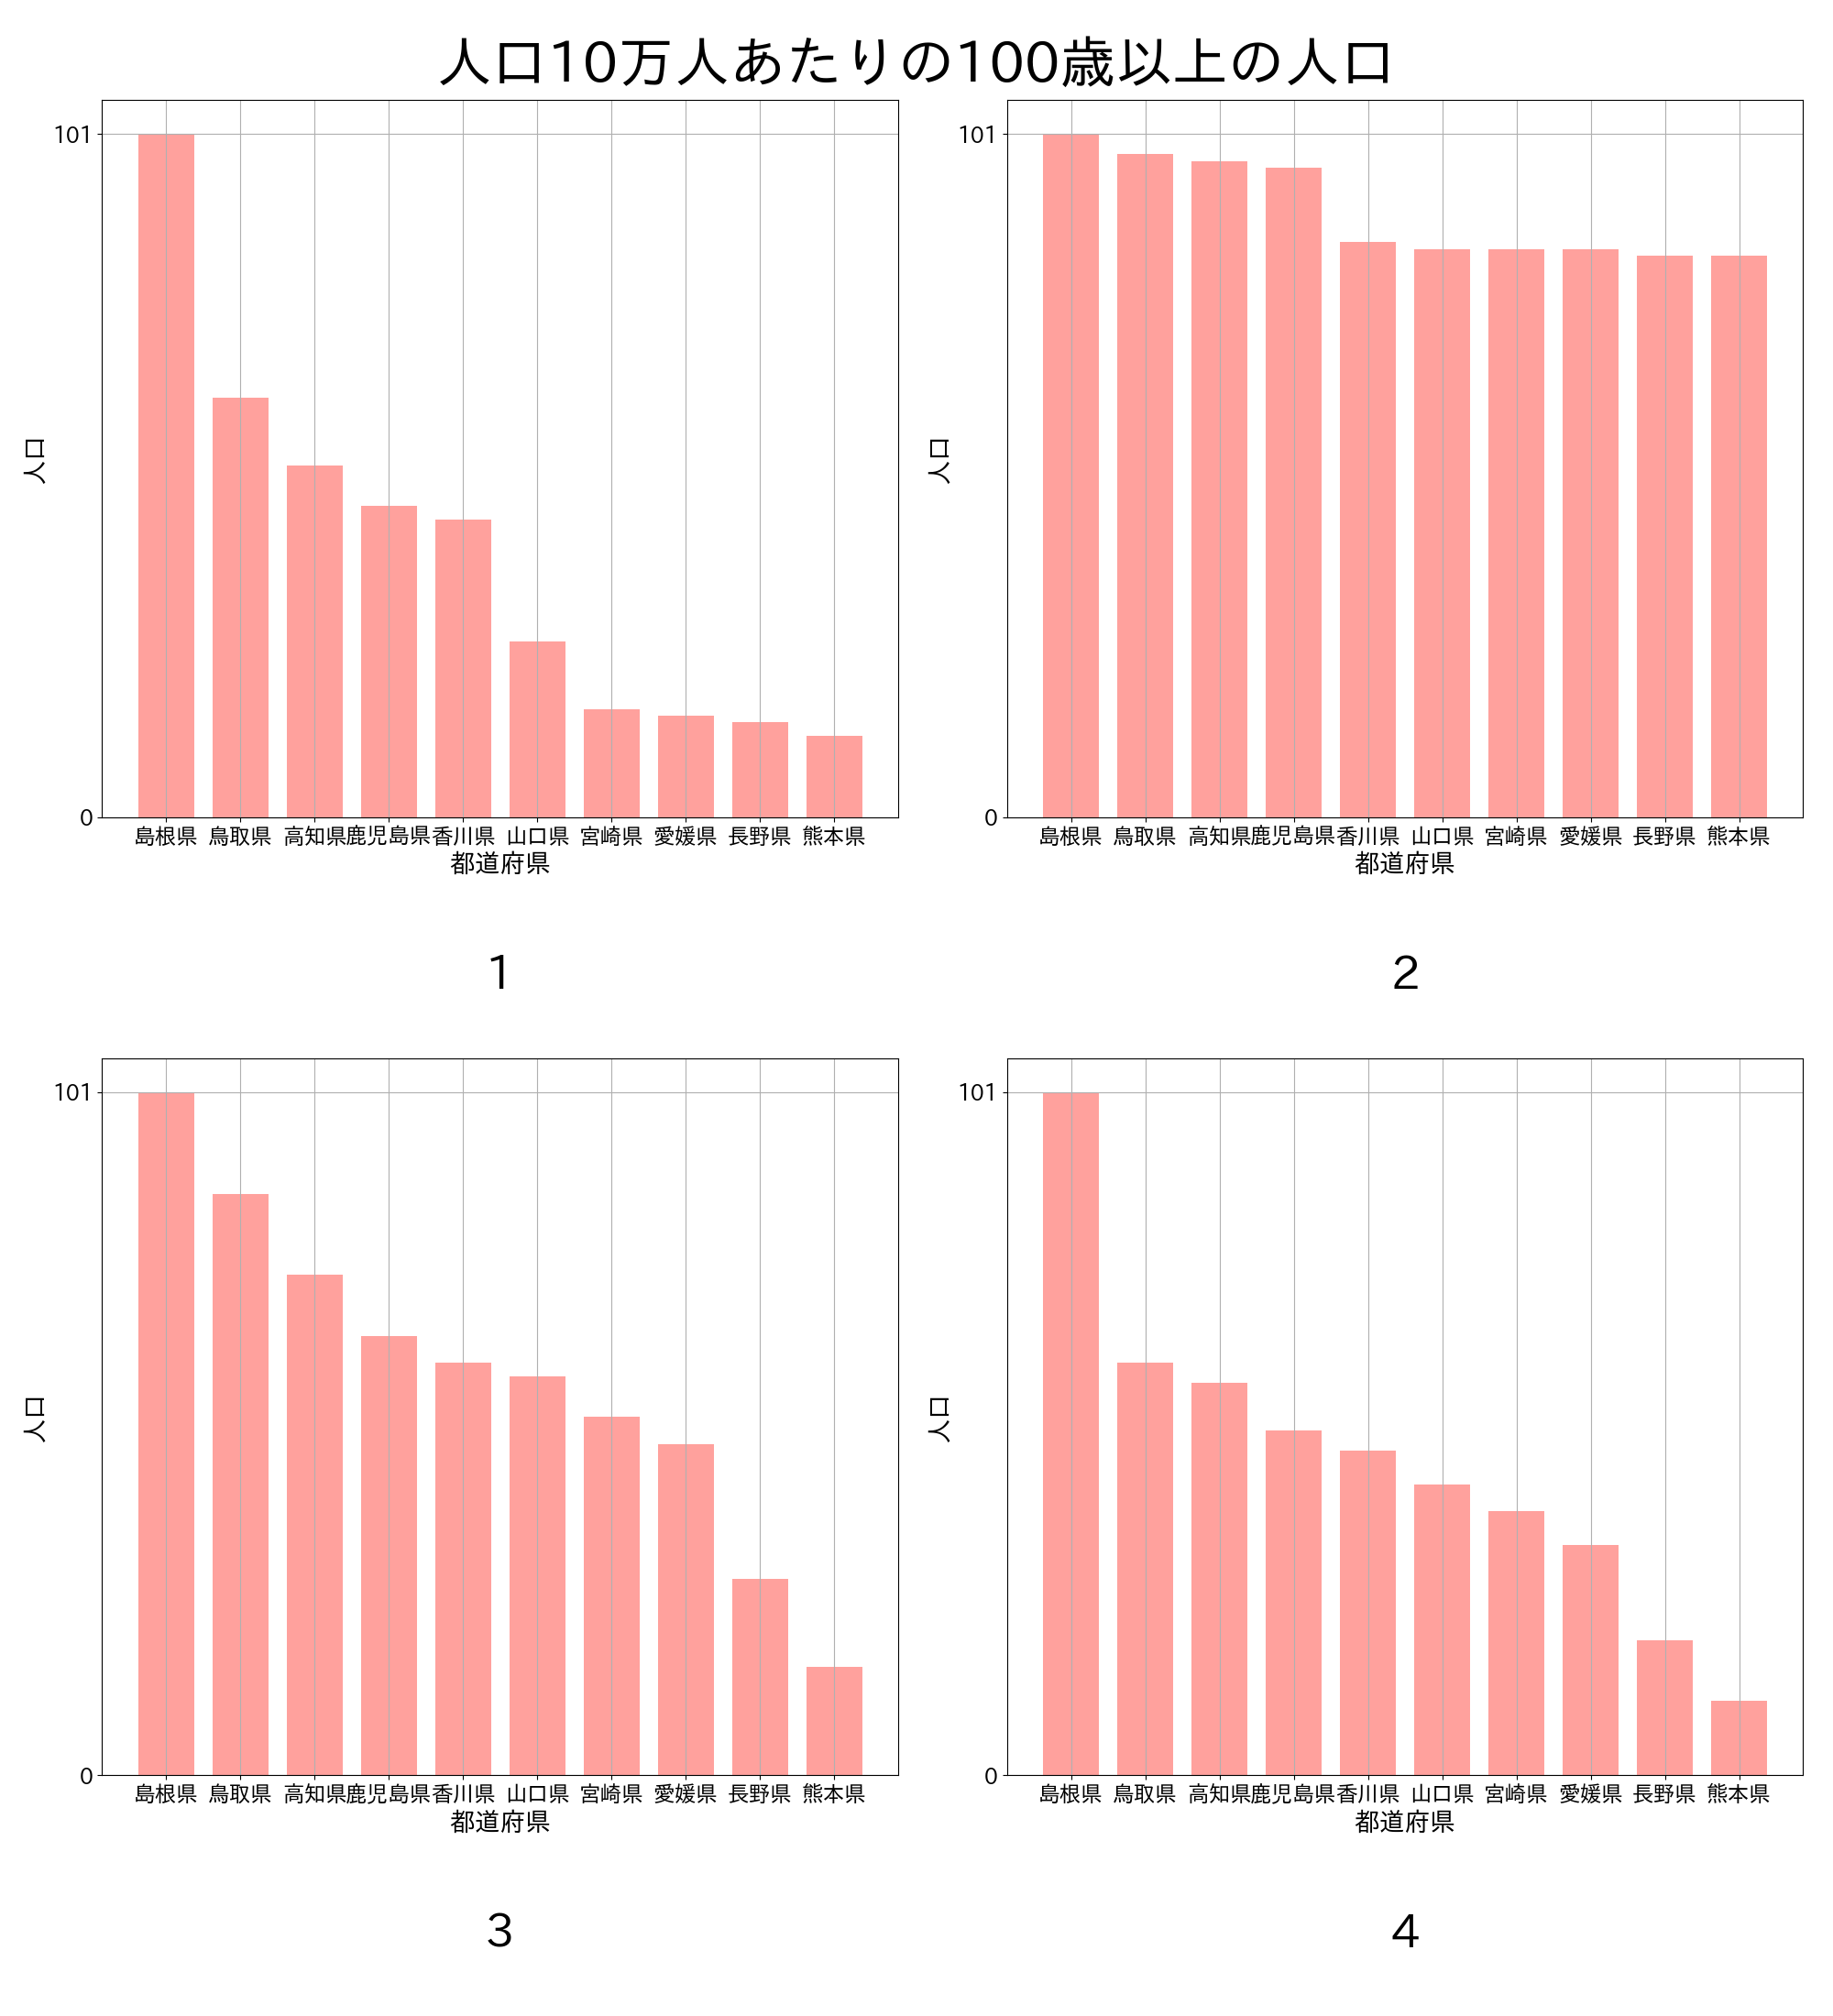 人口10万人あたりの100歳以上の人口
101
人口
0
島根県 鳥取県 高知県 鹿児島県 香川県 山口県 宮崎県 愛媛県 長野県 熊本県
都道府県
1
101
人口
0
島根県 鳥取県 高知県 鹿児島県 香川県 山口県 宮崎県 愛媛県 長野県 熊本県
都道府県
2
101
人口
0
島根県 鳥取県 高知県 鹿児島県 香川県 山口県 宮崎県 愛媛県 長野県 熊本県
都道府県
3
101
人口
0
島根県 鳥取県 高知県 鹿児島県 香川県 山口県 宮崎県 愛媛県 長野県 熊本県
都道府県
4